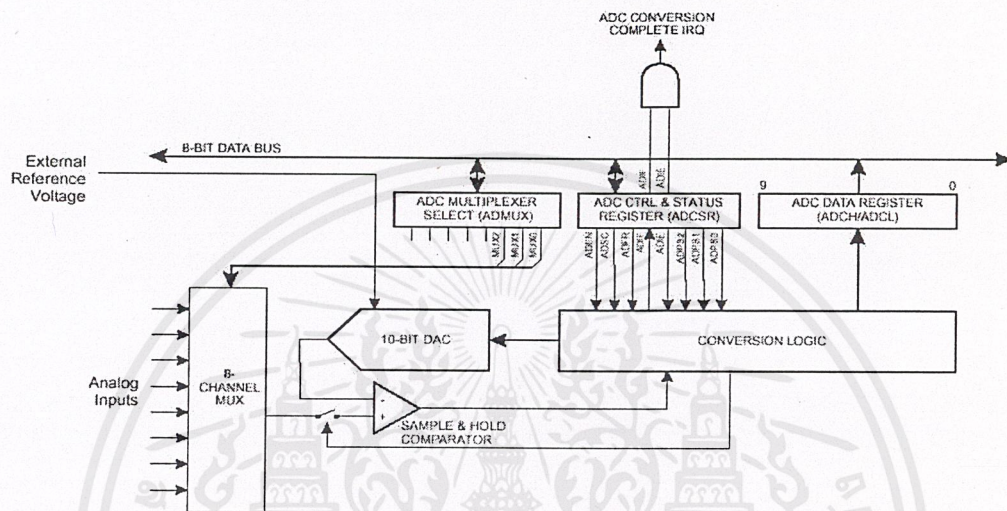 ADC CONVERSION
COMPLETE IRQ
8-BIT DATA BUS
External
Reference
Voltage
ADIF
ADIE
9
0
ADC MULTIPLEXER
SELECT (ADMUX)
ADC CTRL & STATUS
REGISTER (ADCSR)
ADC DATA REGISTER
(ADCH/ADCL)
MUX2
MUX1
MUX0
ADEN
ADSC
ADFR
ADIF
ADIE
ADPS2
ADPS1
ADPS0
10-BIT DAC
CONVERSION LOGIC
Analog
Inputs
8-
CHANNEL
MUX
-
+
SAMPLE & HOLD
COMPARATOR